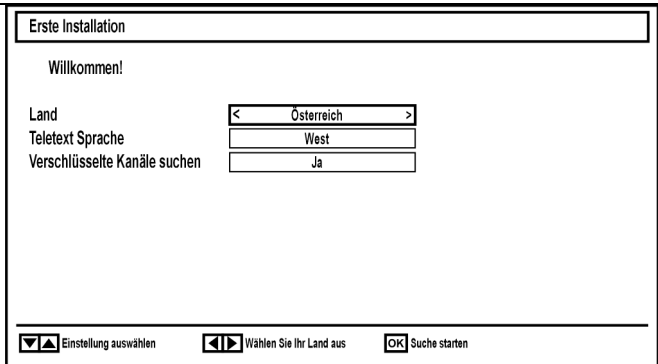 Erste Installation
Willkommen!
Land < Österreich >
Teletext Sprache West
Verschlüsselte Kanäle suchen Ja
Einstellung auswählen Wählen Sie Ihr Land aus OK Suche starten